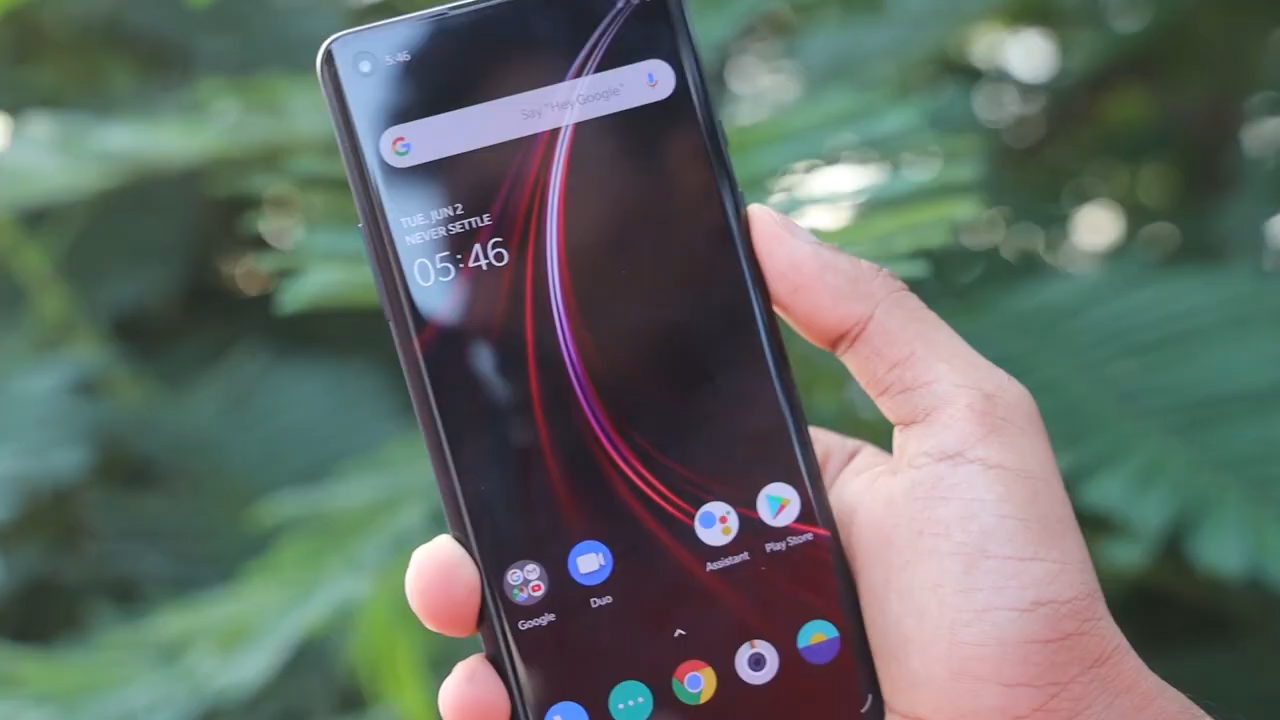 5:46
Say "Hey Google"
TUE, JUN 2
NEVER SETTLE
05:46
Assistant
Play Store
Google
Duo